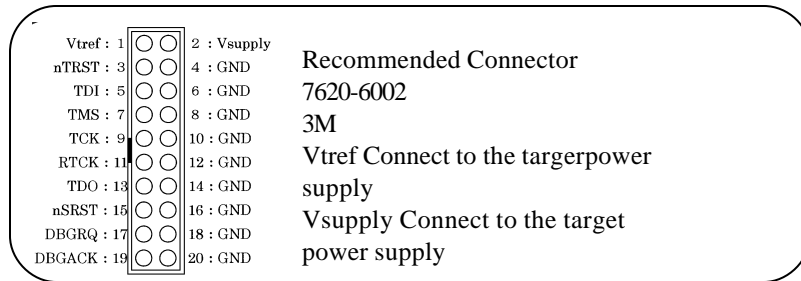 Vtref : 1 2 : Vsupply
nTRST : 3 4 : GND
TDI : 5 6 : GND
TMS : 7 8 : GND
TCK : 9 10 : GND
RTCK : 11 12 : GND
TDO : 13 14 : GND
nSRST : 15 16 : GND
DBGRQ : 17 18 : GND
DBGACK : 19 20 : GND
Recommended Connector
7620-6002
3M
Vtref Connect to the targerpower
supply
Vsupply Connect to the target
power supply